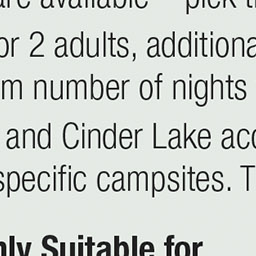 are available – pick
or 2 adults, additiona
m number of nights
and Cinder Lake acc
specific campsites. T
nly Suitable for